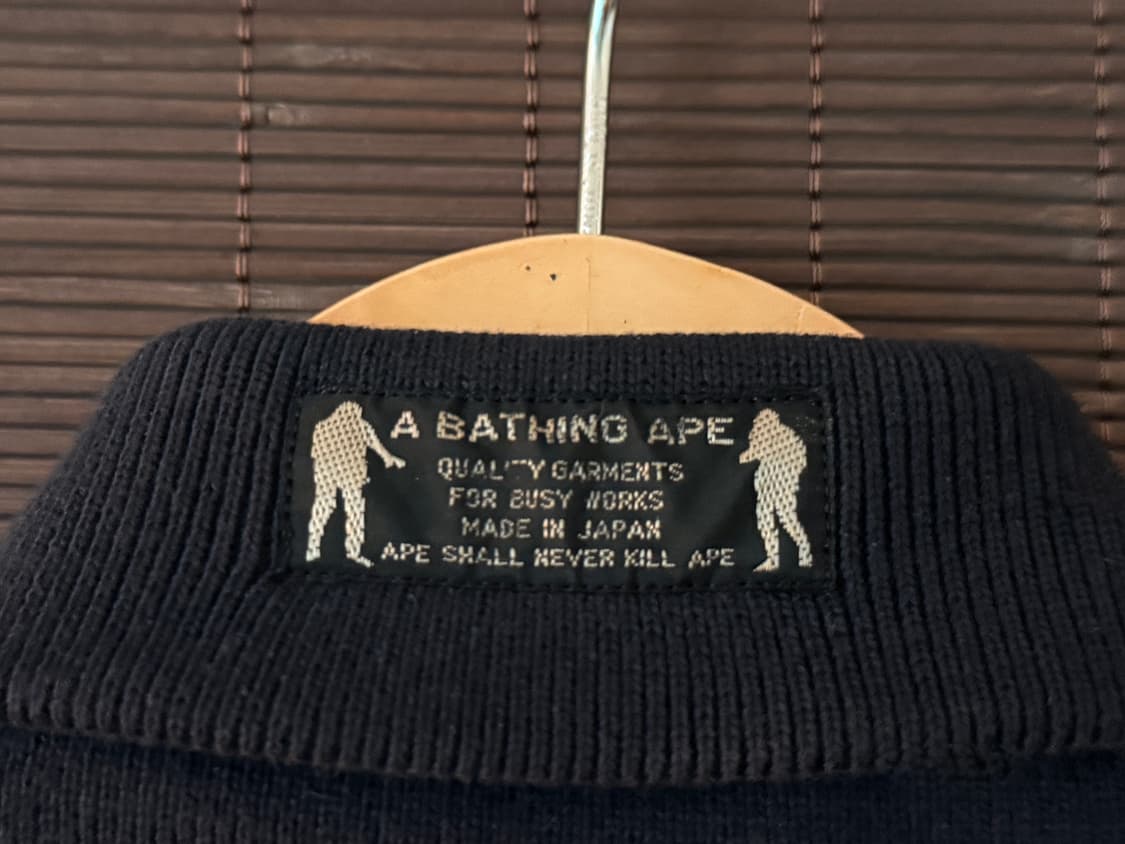 A BATHING APE
QUALITY GARMENTS
FOR BUSY WORKS
MADE IN JAPAN
APE SHALL NEVER KILL APE